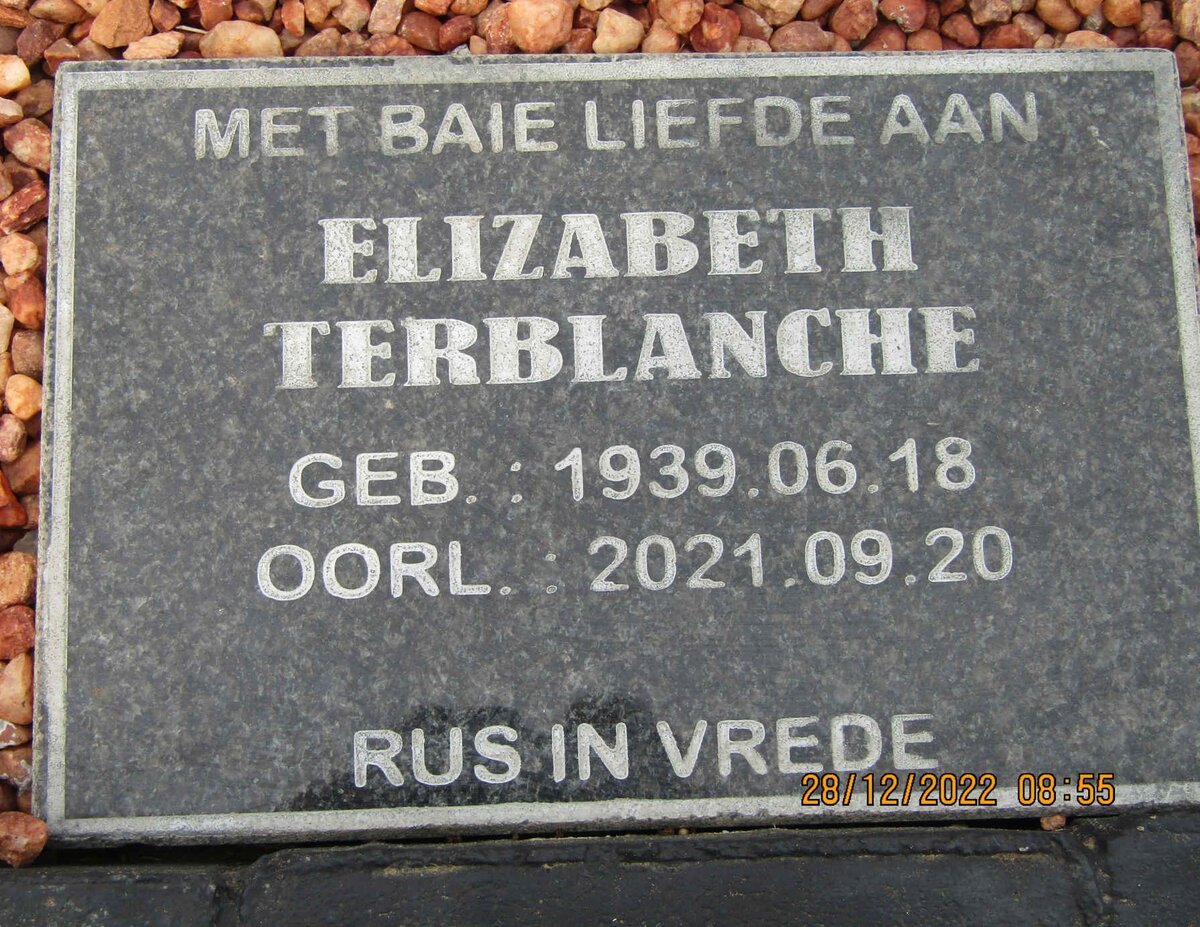 MET BAIE LIEFDE AAN
ELIZABETH
TERBLANCHE
GEB. : 1939.06.18
OORL. : 2021.09.20
RUS IN VREDE
28/12/2022 08:55